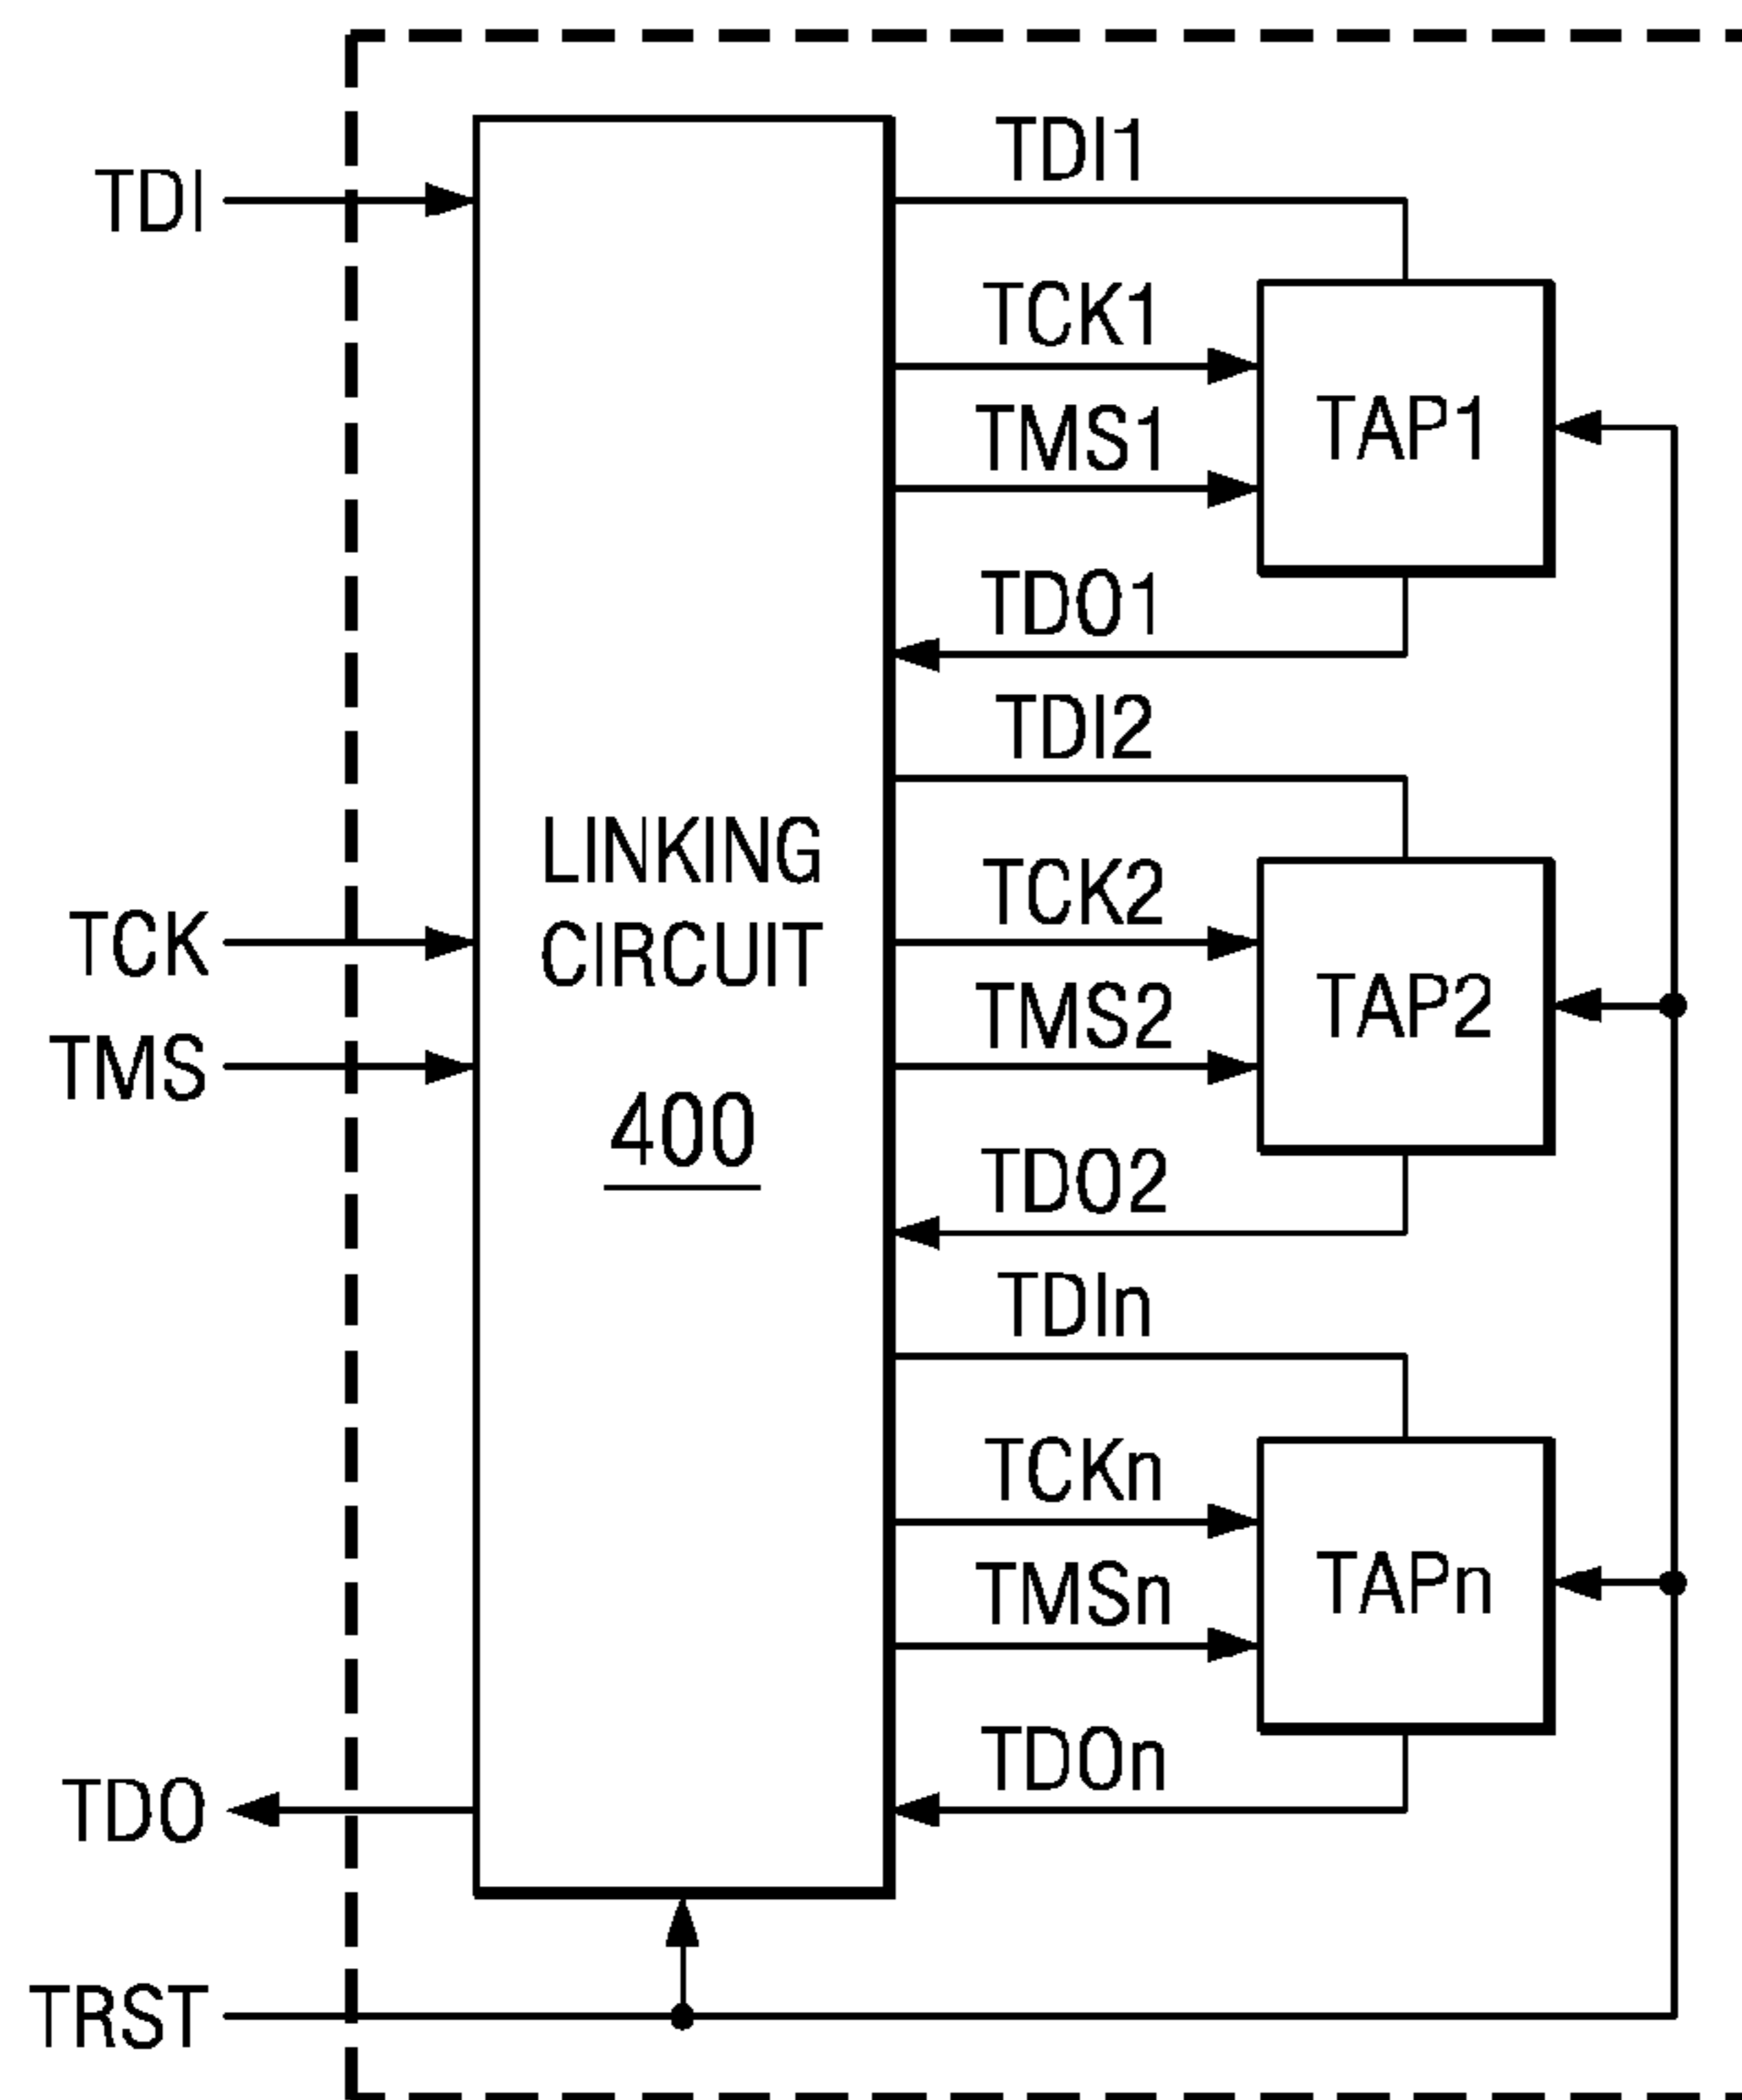 TDI
TCK
TMS
TDO
TRST
LINKING
CIRCUIT
400
TDI1
TCK1
TMS1
TDO1
TAP1
TDI2
TCK2
TMS2
TDO2
TAP2
TDIn
TCKn
TMSn
TDOn
TAPn